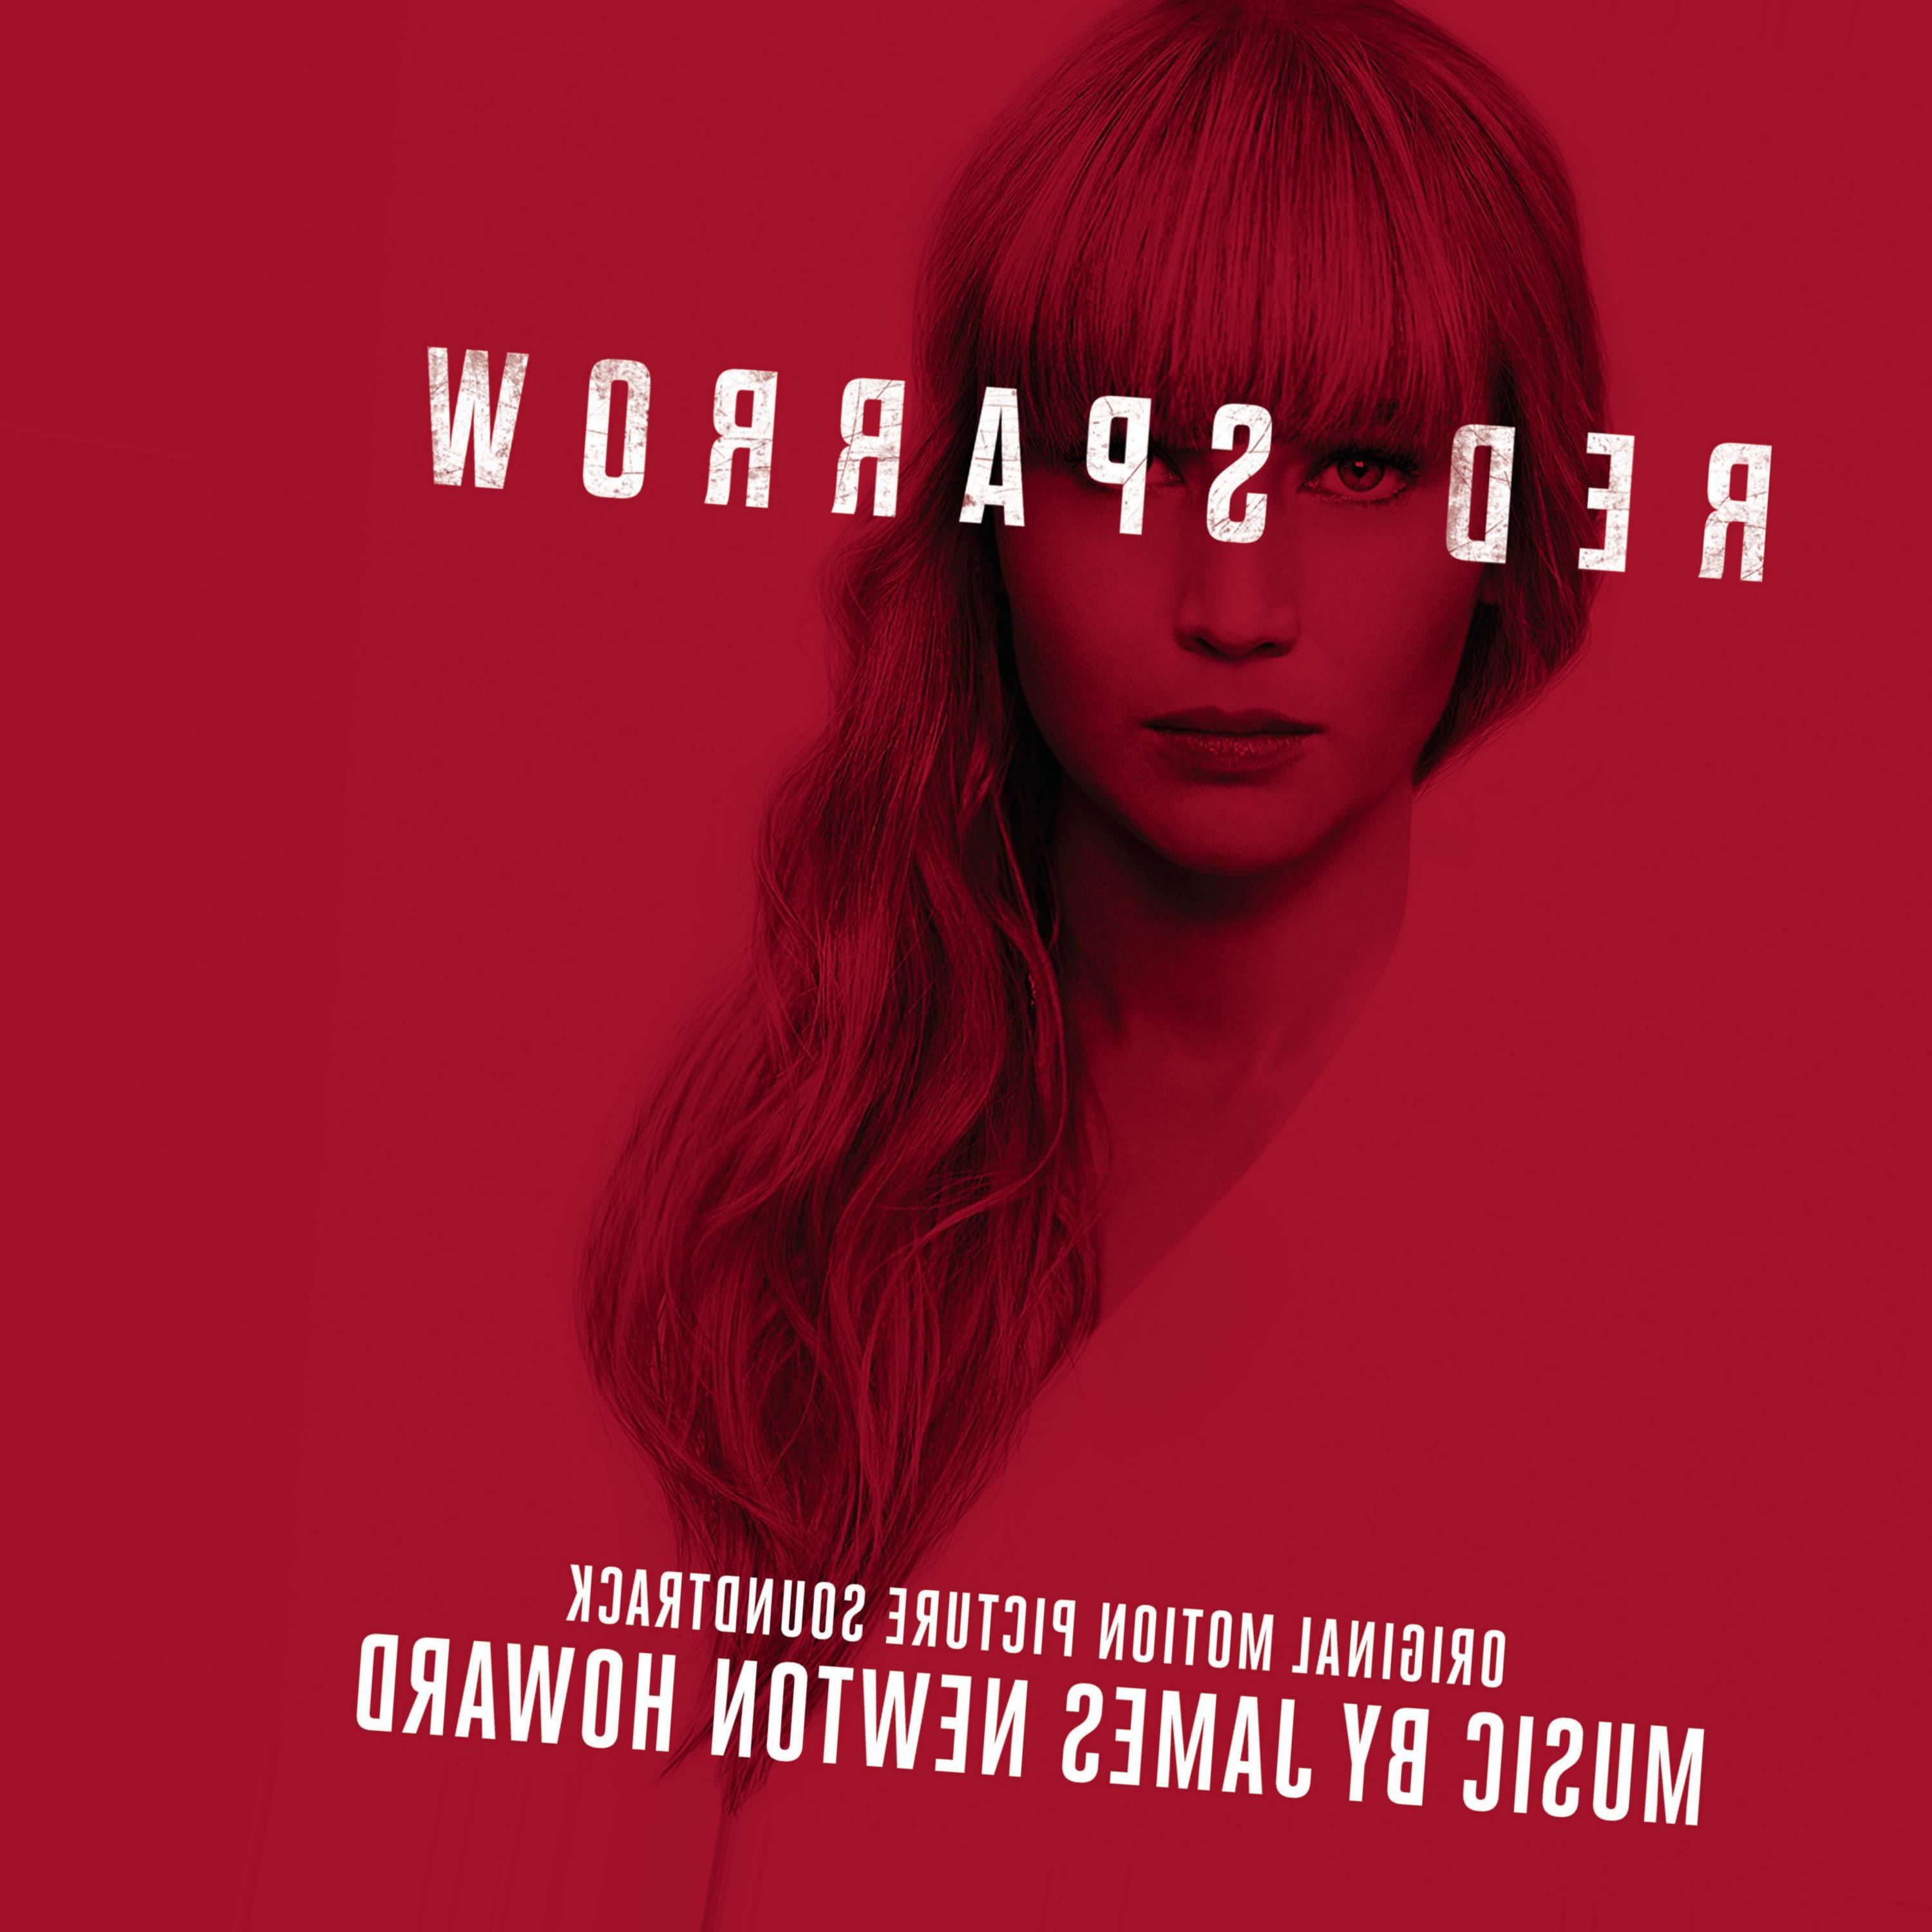 RED SPARROW
ORIGINAL MOTION PICTURE SOUNDTRACK
MUSIC BY JAMES NEWTON HOWARD